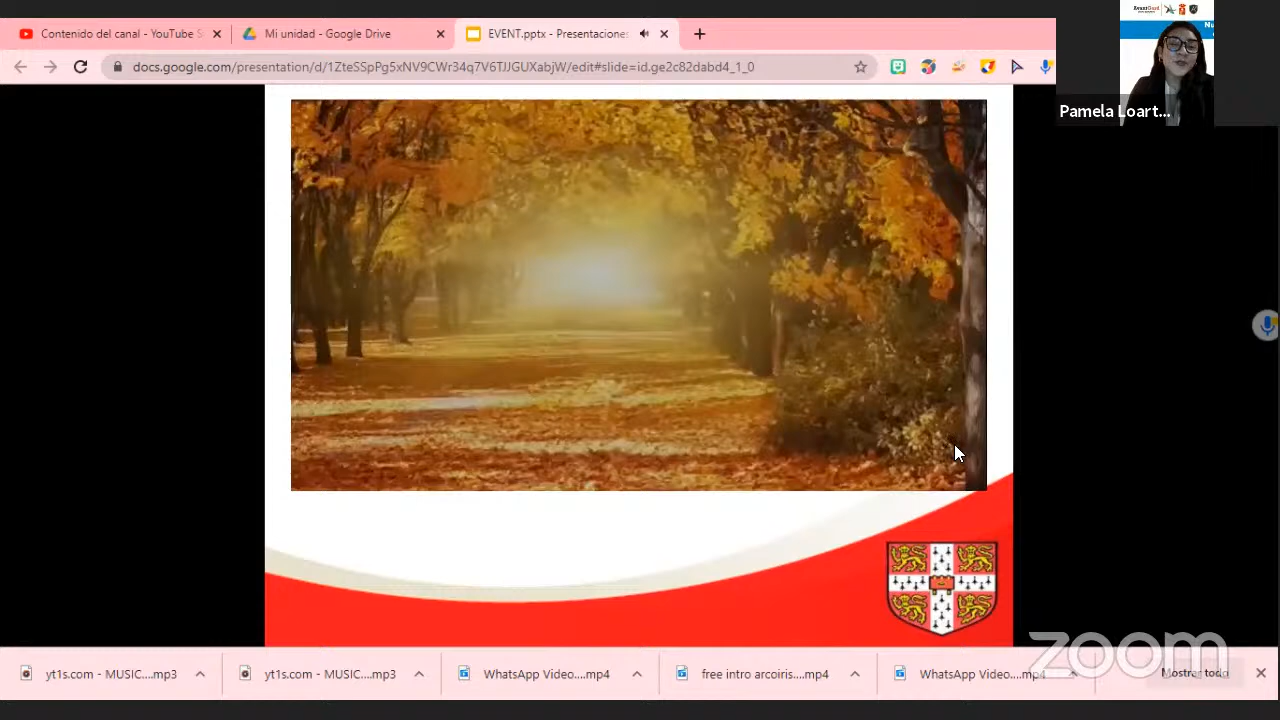 Contenido del canal - YouTube S
Mi unidad - Google Drive
EVENT.pptx - Presentacione
docs.google.com/presentation/d/1ZteSSpPg5xNV9CWr34q7V6TJJGUXabjW/edit#slide=id.ge2c82dabd4_1_0
Pamela Loart...
yt1s.com - MUSIC....mp3
yt1s.com - MUSIC....mp3
WhatsApp Video....mp4
free intro arcoiris....mp4
WhatsApp Video....mp4
Mostrar todo
zoom